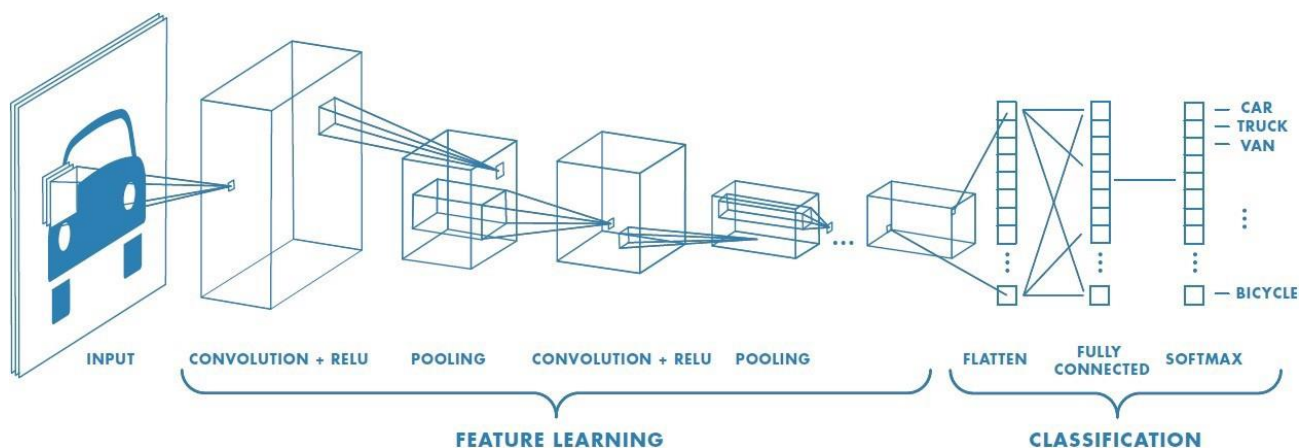 CAR
TRUCK
VAN
BICYCLE
INPUT
CONVOLUTION + RELU
POOLING
CONVOLUTION + RELU
POOLING
FLATTEN
FULLY
CONNECTED
SOFTMAX
FEATURE LEARNING
CLASSIFICATION